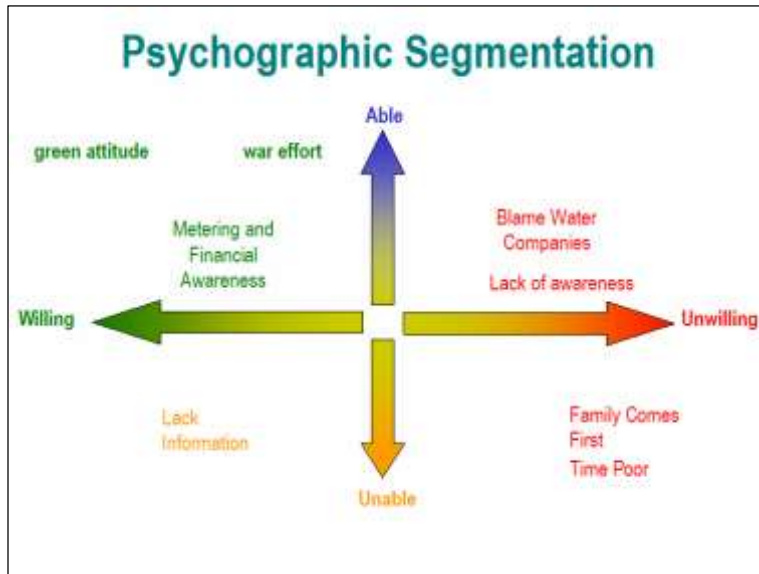 Psychographic Segmentation
Able
green attitude
war effort
Metering and
Financial
Awareness
Blame Water
Companies
Lack of awareness
Willing
Unwilling
Lack
Information
Family Comes
First
Time Poor
Unable